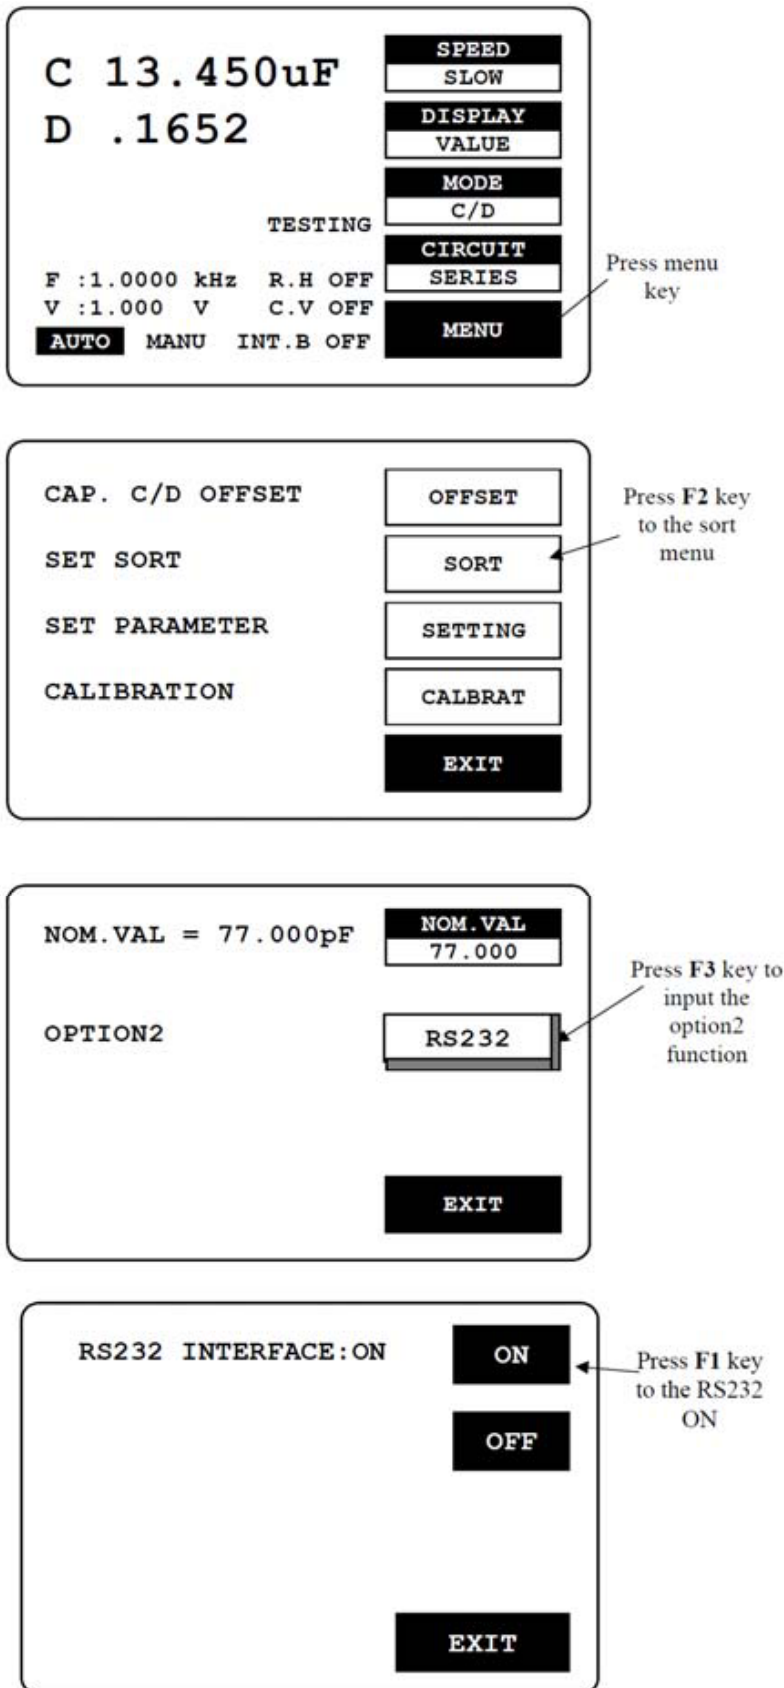 C 13.450uF
D .1652
TESTING
F :1.0000 kHz R.H OFF
V :1.000 V C.V OFF
AUTO MANU INT.B OFF
SPEED
SLOW
DISPLAY
VALUE
MODE
C/D
CIRCUIT
SERIES
MENU
Press menu
key
CAP. C/D OFFSET
OFFSET
SET SORT
SORT
SET PARAMETER
SETTING
CALIBRATION
CALBRAT
EXIT
Press F2 key
to the sort
menu
NOM.VAL = 77.000pF
NOM.VAL
77.000
OPTION2
RS232
EXIT
Press F3 key to
input the
option2
function
RS232 INTERFACE:ON
ON
OFF
EXIT
Press F1 key
to the RS232
ON